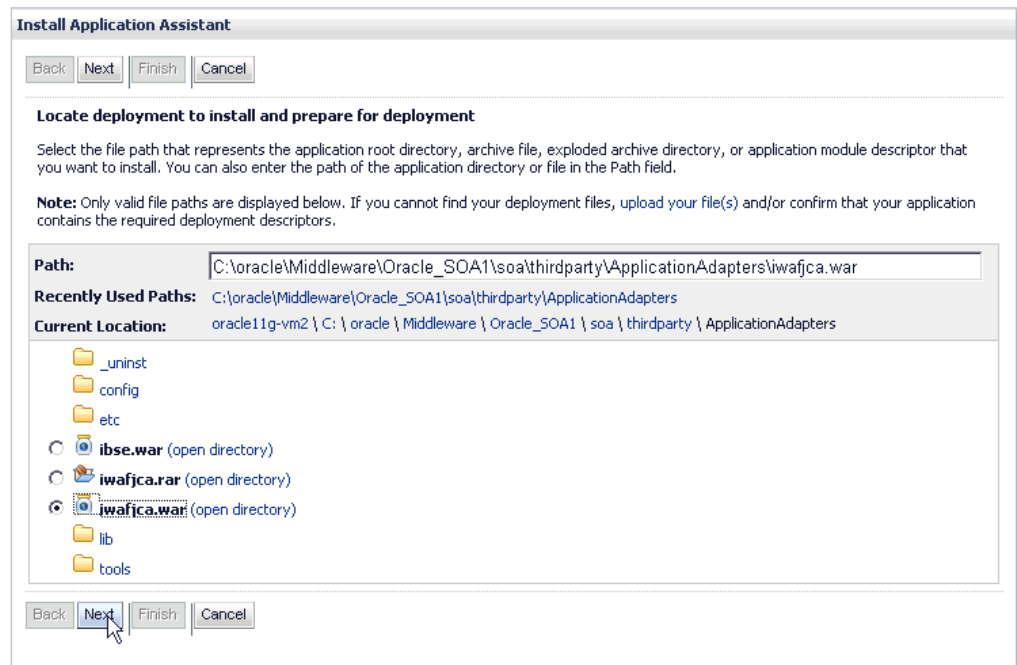 Install Application Assistant
Back Next Finish Cancel
Locate deployment to install and prepare for deployment
Select the file path that represents the application root directory, archive file, exploded archive directory, or application module descriptor that
you want to install. You can also enter the path of the application directory or file in the Path field.
Note: Only valid file paths are displayed below. If you cannot find your deployment files, upload your file(s) and/or confirm that your application
contains the required deployment descriptors.
Path: C:\oracle\Middleware\Oracle_SOA1\soa\thirdparty\ApplicationAdapters\iwafjca.war
Recently Used Paths: C:\oracle\Middleware\Oracle_SOA1\soa\thirdparty\ApplicationAdapters
Current Location: oracle11g-vm2 \ C: \ oracle \ Middleware \ Oracle_SOA1 \ soa \ thirdparty \ ApplicationAdapters
_uninst
config
etc
ibse.war (open directory)
iwafjca.rar (open directory)
iwafjca.war (open directory)
lib
tools
Back Next Finish Cancel